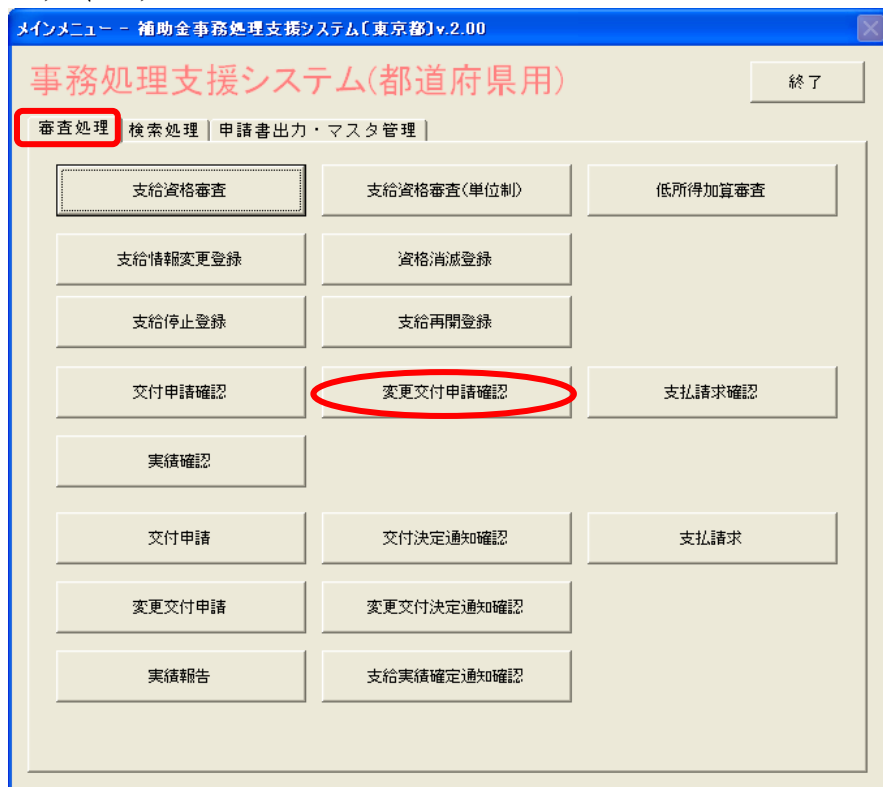 メインメニュー - 補助金事務処理支援システム〔東京都〕v.2.00
事務処理支援システム(都道府県用)
終了
審査処理 検索処理 申請書出力・マスタ管理
支給資格審査 支給資格審査(単位制) 低所得加算審査
支給情報変更登録 資格消滅登録
支給停止登録 支給再開登録
交付申請確認 変更交付申請確認 支払請求確認
実績確認
交付申請 交付決定通知確認 支払請求
変更交付申請 変更交付決定通知確認
実績報告 支給実績確定通知確認